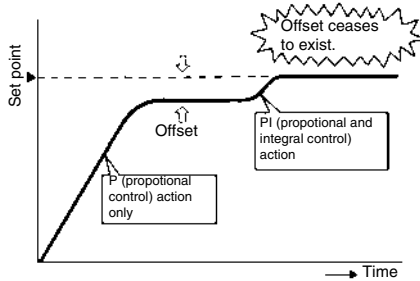 Offset ceases
to exist.
Set point
Offset
PI (propotional and
integral control)
action
P (propotional
control) action
only
Time